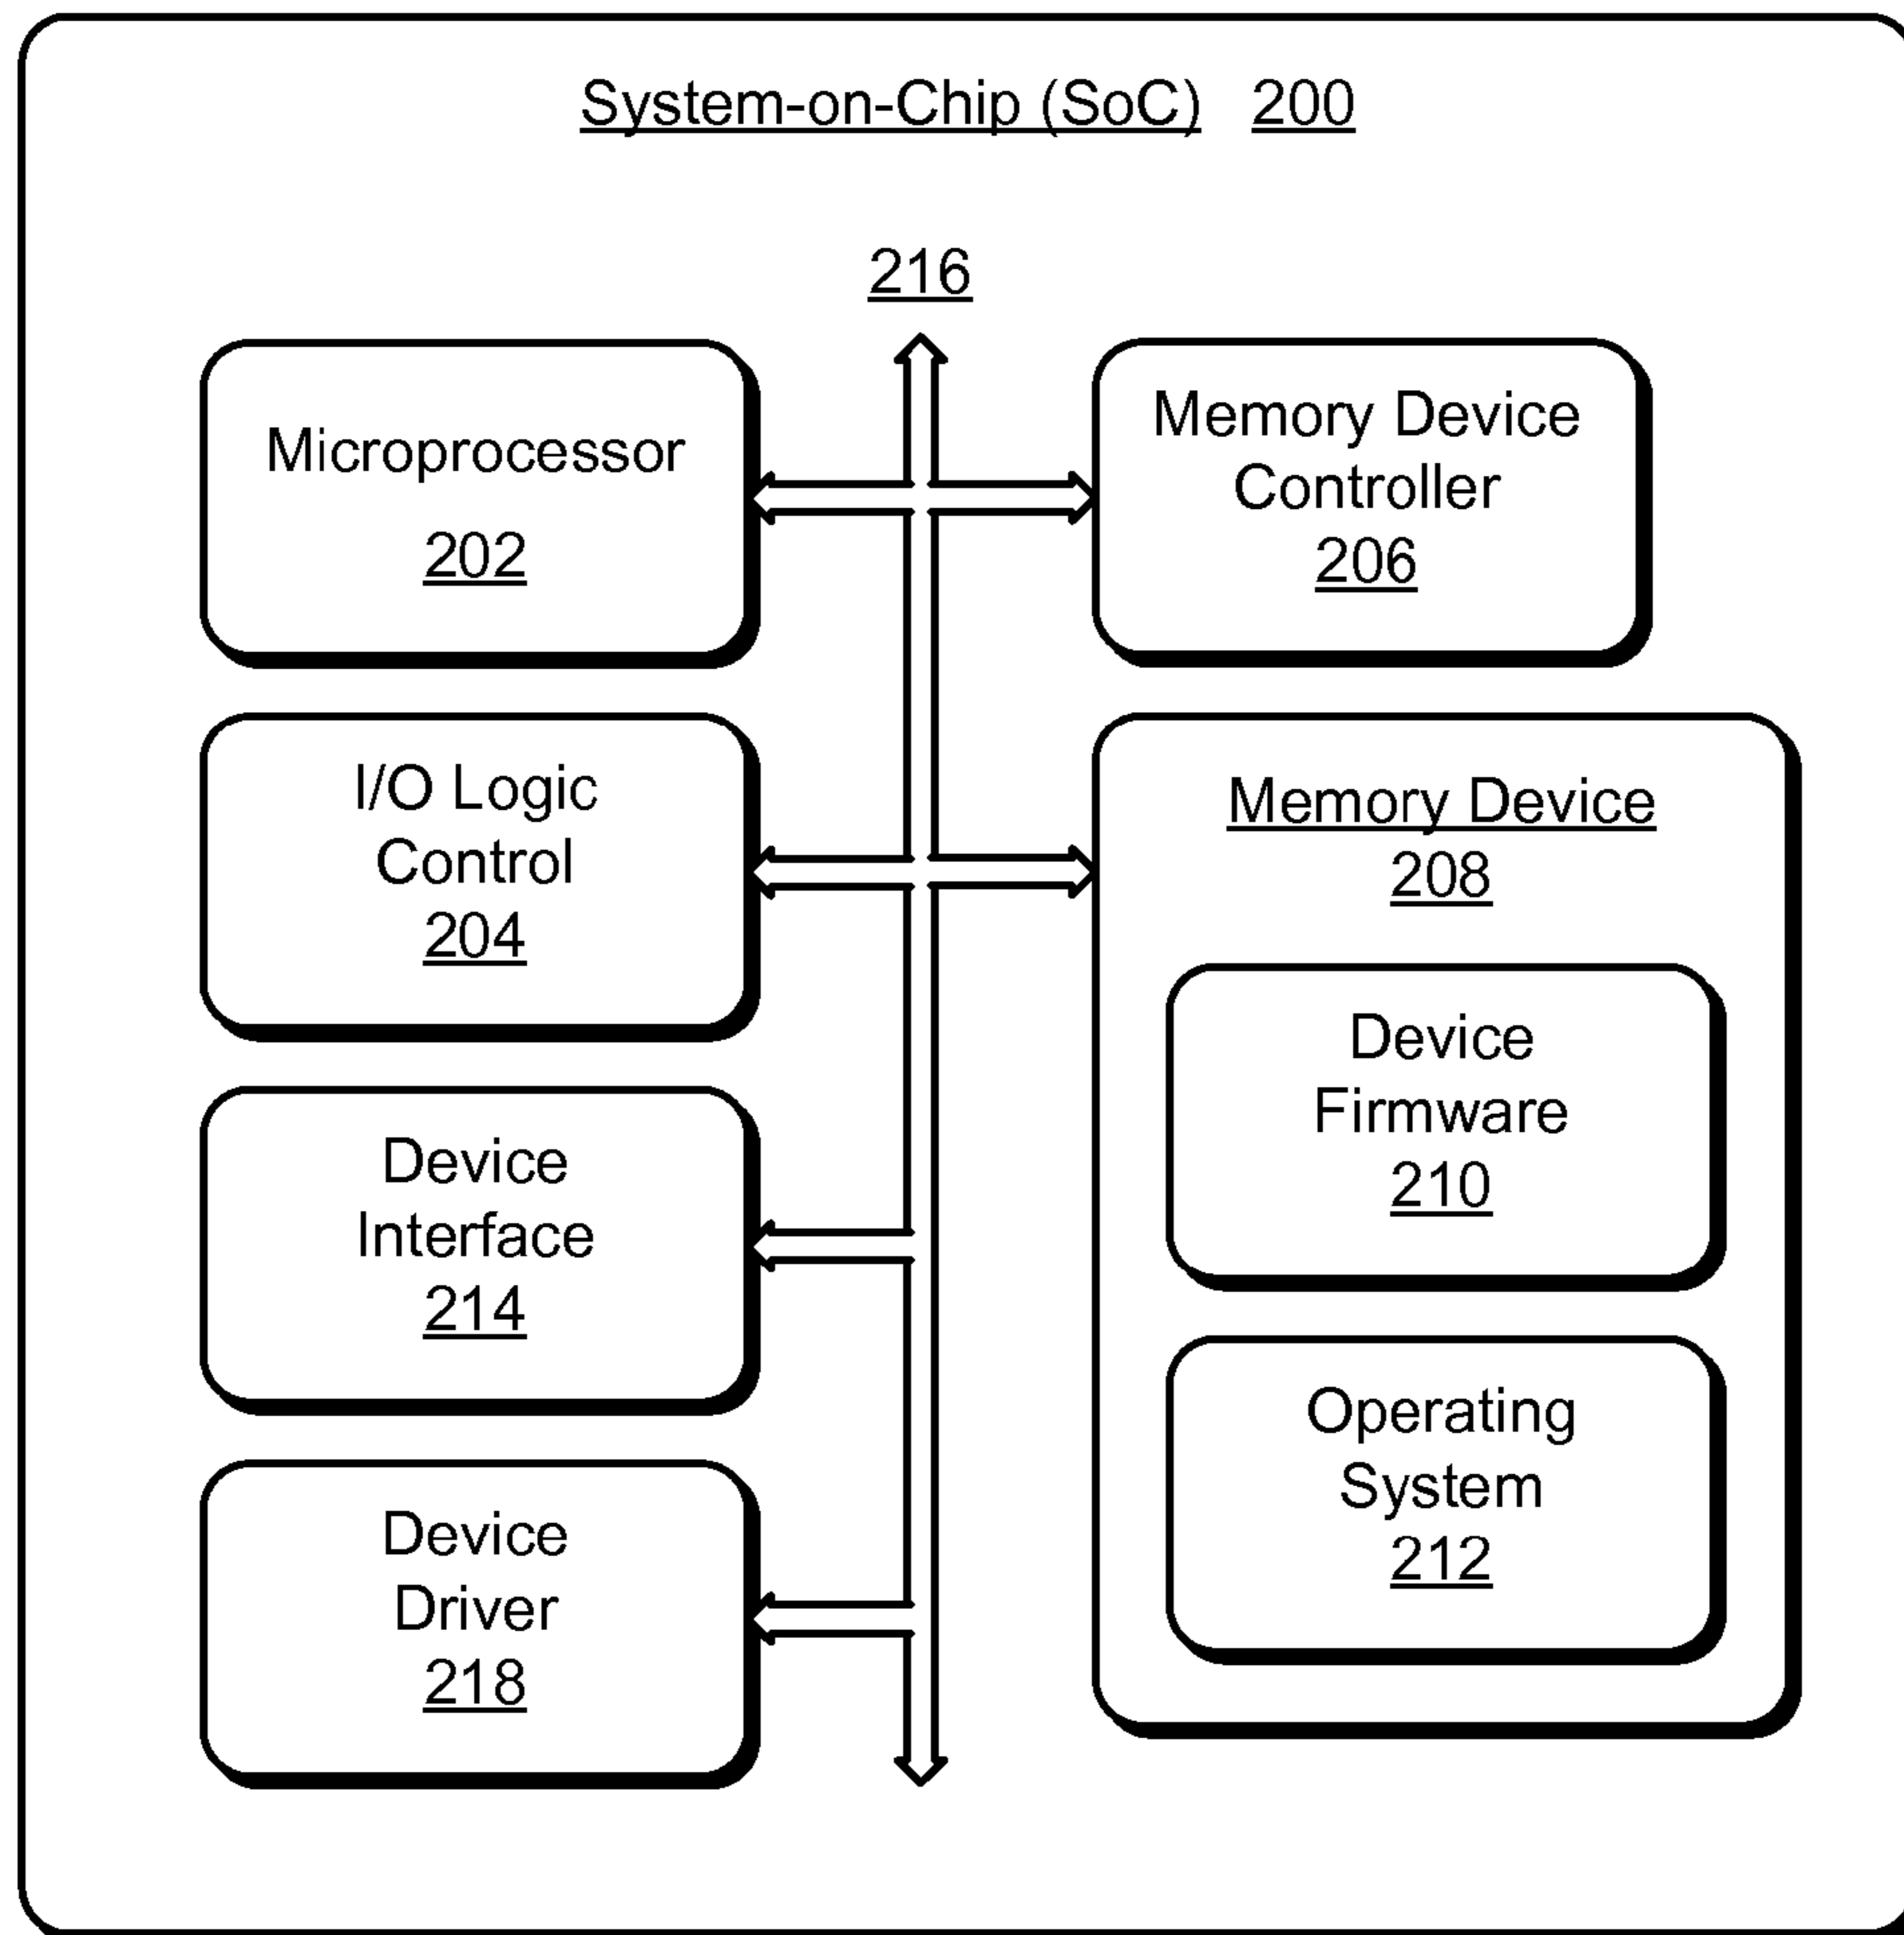 System-on-Chip (SoC) 200
216
Microprocessor
202
Memory Device
Controller
206
I/O Logic
Control
204
Memory Device
208
Device
Interface
214
Device
Firmware
210
Device
Driver
218
Operating
System
212